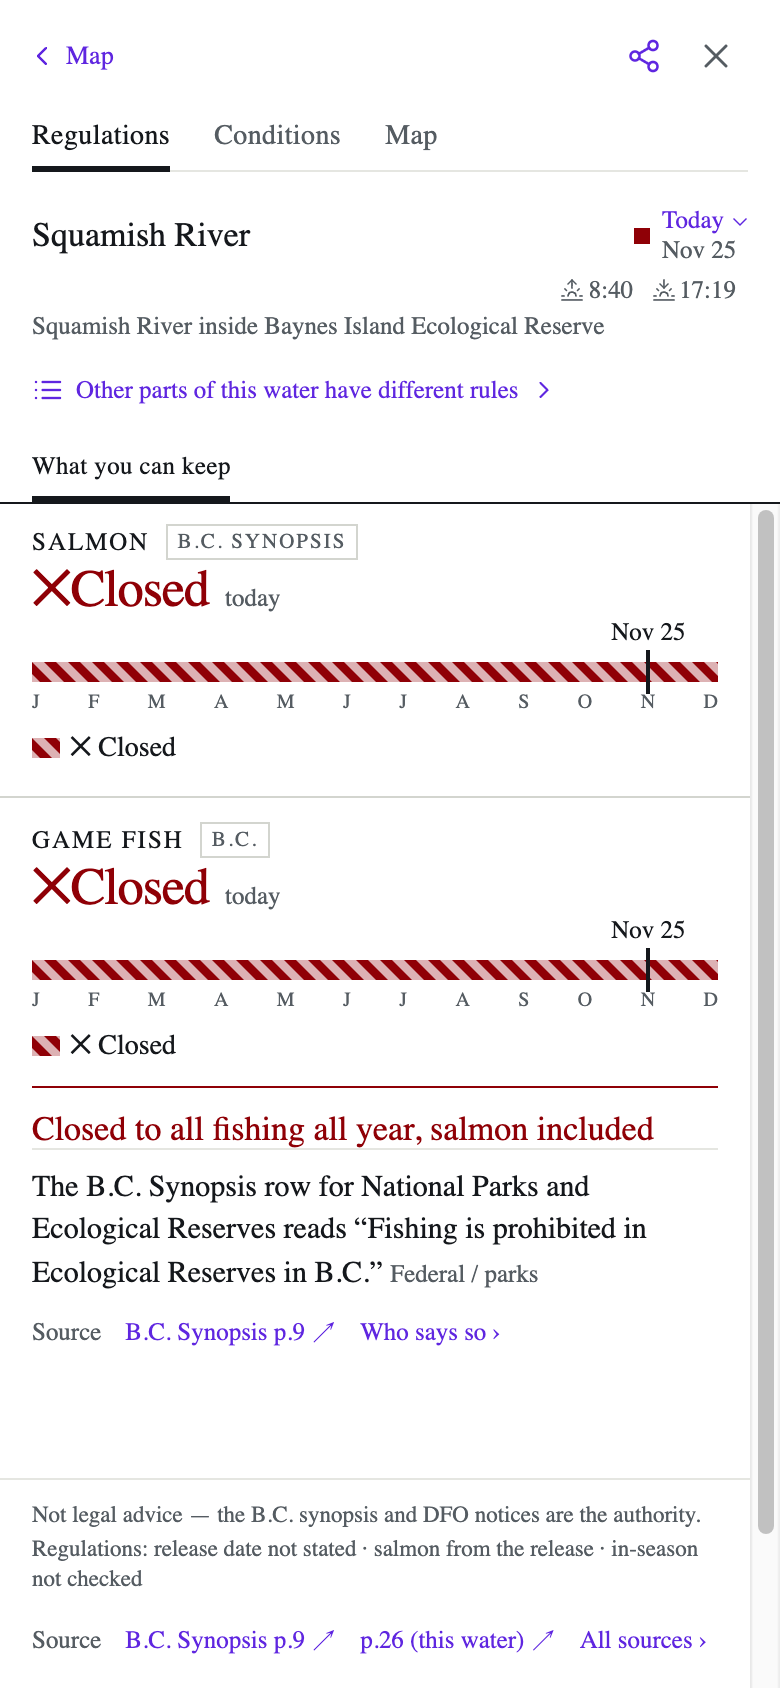 Map
Regulations Conditions Map
Squamish River
Today
Nov 25
8:40 17:19
Squamish River inside Baynes Island Ecological Reserve
Other parts of this water have different rules
What you can keep
SALMON B.C. SYNOPSIS
Closed today
Nov 25
J F M A M J J A S O N D
Closed
GAME FISH B.C.
Closed today
Nov 25
J F M A M J J A S O N D
Closed
Closed to all fishing all year, salmon included
The B.C. Synopsis row for National Parks and
Ecological Reserves reads “Fishing is prohibited in
Ecological Reserves in B.C.” Federal / parks
Source B.C. Synopsis p.9 ↗ Who says so ›
Not legal advice — the B.C. synopsis and DFO notices are the authority.
Regulations: release date not stated · salmon from the release · in-season
not checked
Source B.C. Synopsis p.9 ↗ p.26 (this water) ↗ All sources ›